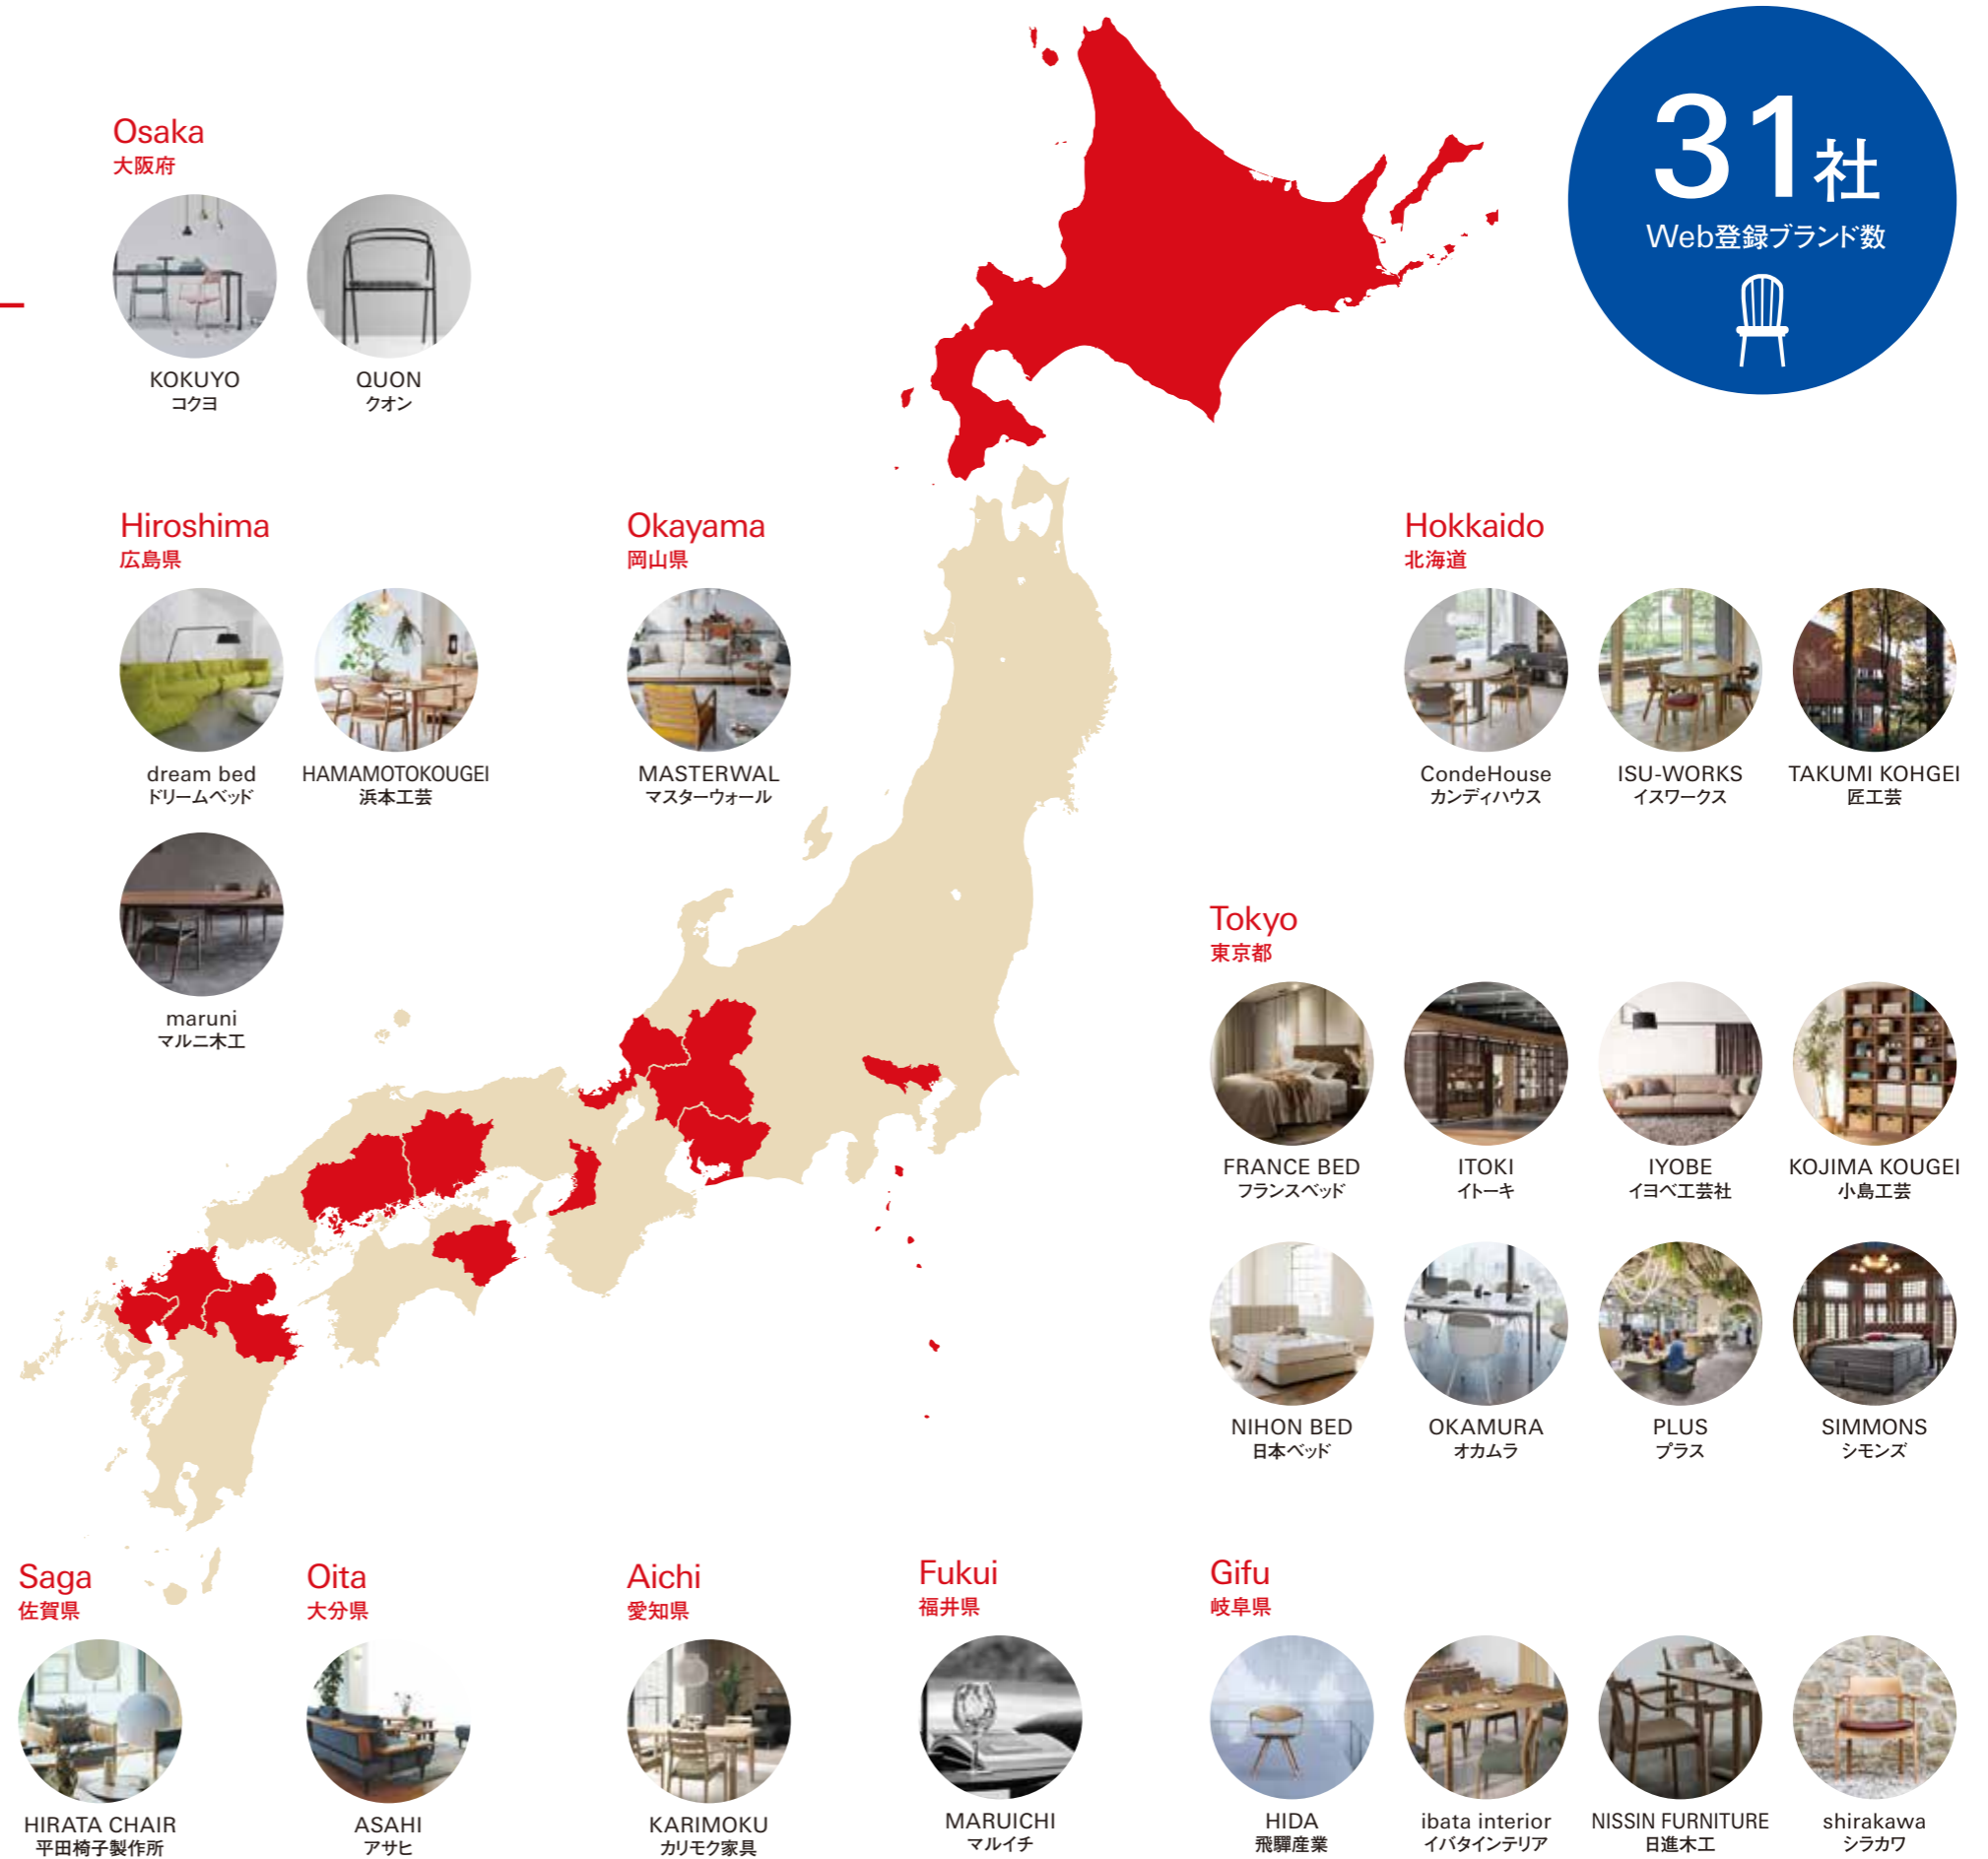 31社
Web登録ブランド数
Osaka
大阪府
KOKUYO
コクヨ
QUON
クオン
Hiroshima
広島県
dream bed
ドリームベッド
HAMAMOTOKOUGEI
浜本工芸
maruni
マルニ木工
Okayama
岡山県
MASTERWAL
マスターウォール
Hokkaido
北海道
CondeHouse
カンディハウス
ISU-WORKS
イスワークス
TAKUMI KOHGEI
匠工芸
Tokyo
東京都
FRANCE BED
フランスベッド
ITOKI
イトーキ
IYOBE
イヨベ工芸社
KOJIMA KOUGEI
小島工芸
NIHON BED
日本ベッド
OKAMURA
オカムラ
PLUS
プラス
SIMMONS
シモンズ
Saga
佐賀県
HIRATA CHAIR
平田椅子製作所
Oita
大分県
ASAHI
アサヒ
Aichi
愛知県
KARIMOKU
カリモク家具
Fukui
福井県
MARUICHI
マルイチ
Gifu
岐阜県
HIDA
飛驒産業
ibata interior
イバタインテリア
NISSIN FURNITURE
日進木工
shirakawa
シラカワ